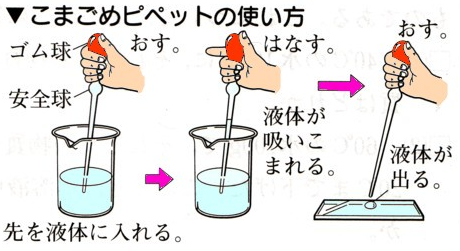 ▼こまごめピペットの使い方
ゴム球
おす。
安全球
先を液体に入れる。
はなす。
液体が
吸いこ
まれる。
おす。
液体が
出る。